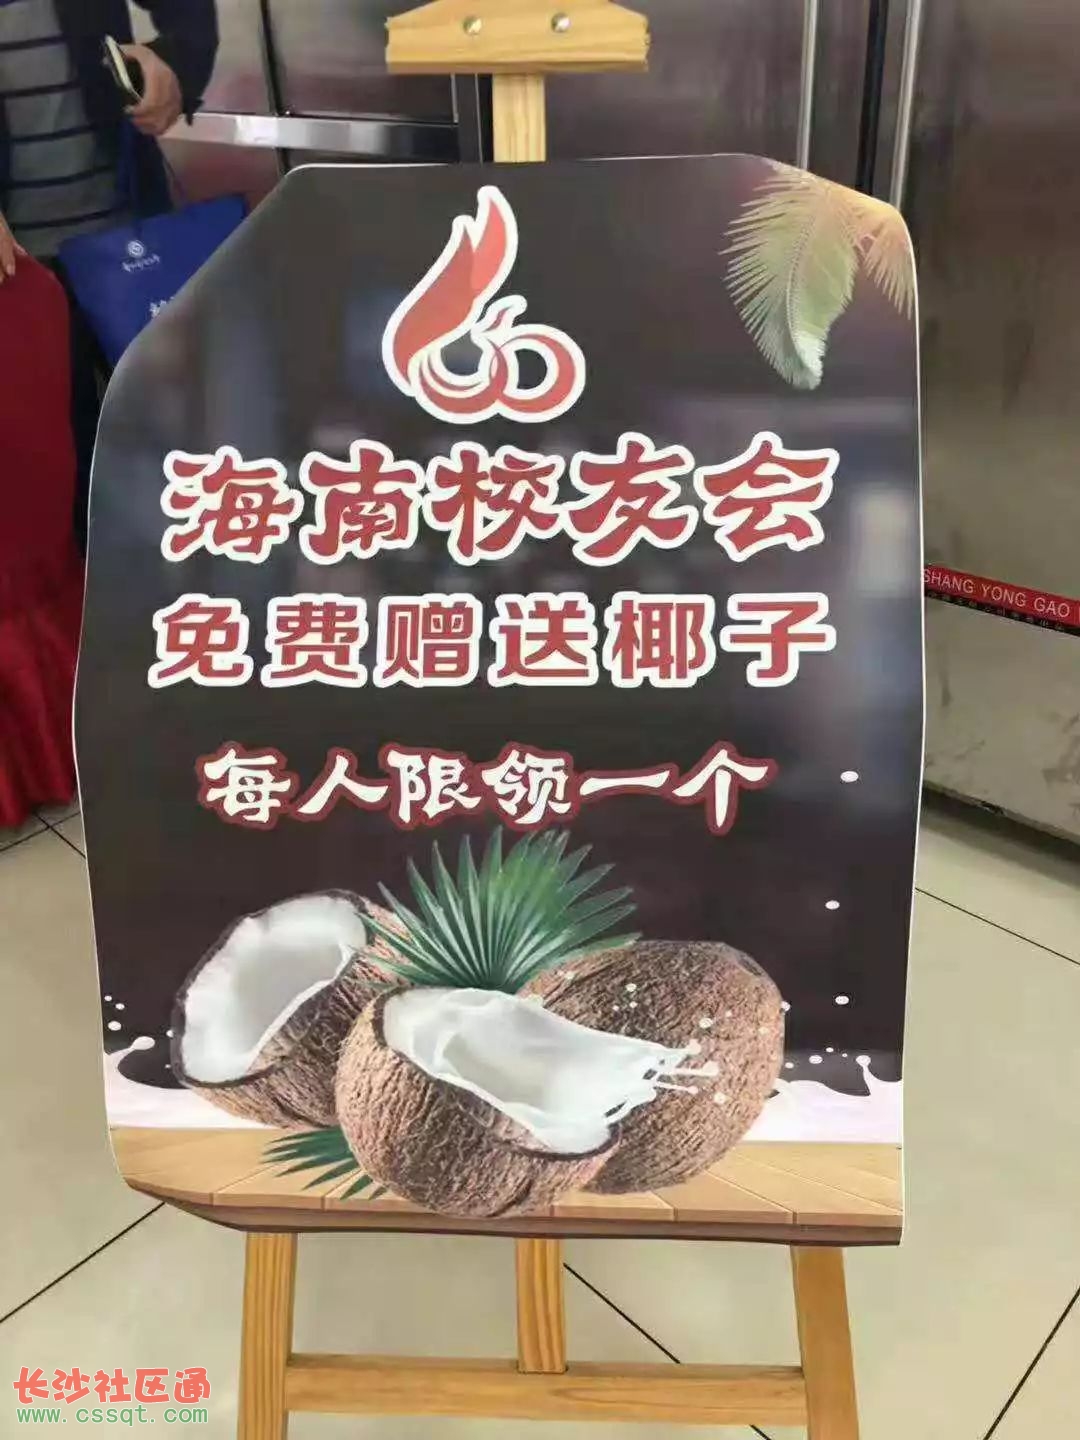 海南校友会
免费赠送椰子
每人限领一个
SHANG YONG GAO
长沙社区通
www.cssqt.com